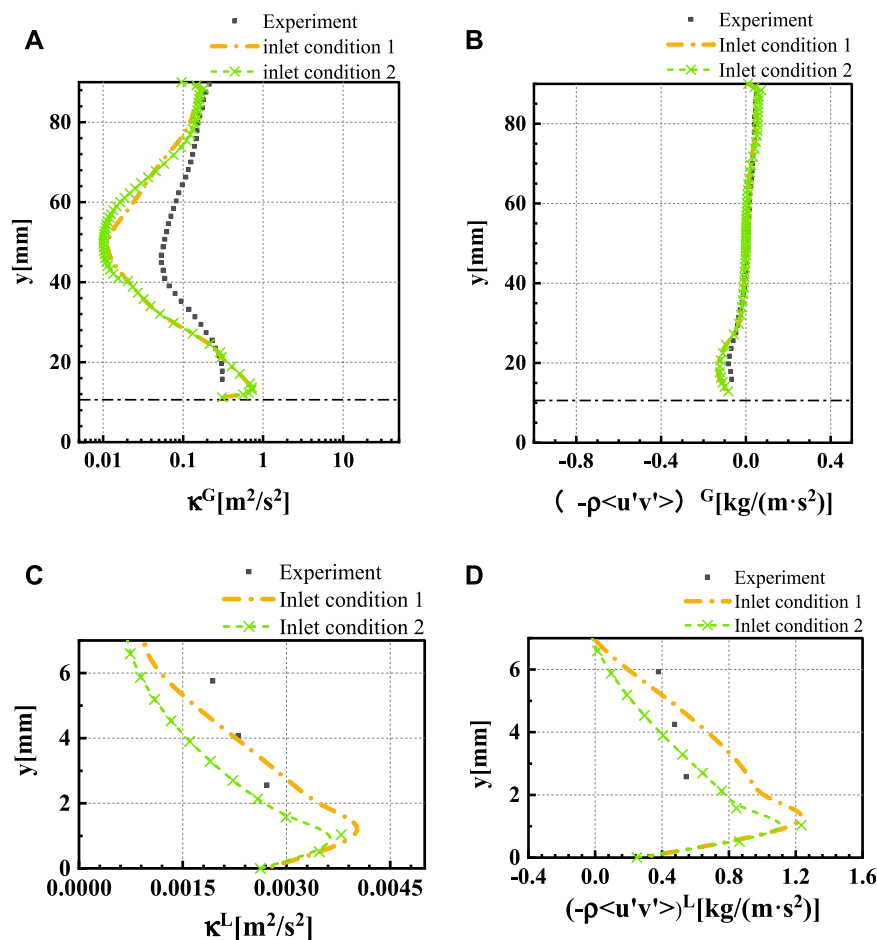 A
Experiment
inlet condition 1
inlet condition 2
y[mm]
80
60
40
20
0
0.01 0.1 1 10
κᴳ[m²/s²]
B
Experiment
Inlet condition 1
Inlet condition 2
y[mm]
80
60
40
20
0
-0.8 -0.4 0.0 0.4
（ -ρ<u'v'>） ᴳ[kg/(m·s²)]
C
Experiment
Inlet condition 1
Inlet condition 2
y[mm]
6
4
2
0
0.0000 0.0015 0.0030 0.0045
κᴸ[m²/s²]
D
Experiment
Inlet condition 1
Inlet condition 2
y[mm]
6
4
2
0
-0.4 0.0 0.4 0.8 1.2 1.6
(-ρ<u'v'>)ᴸ[kg/(m·s²)]